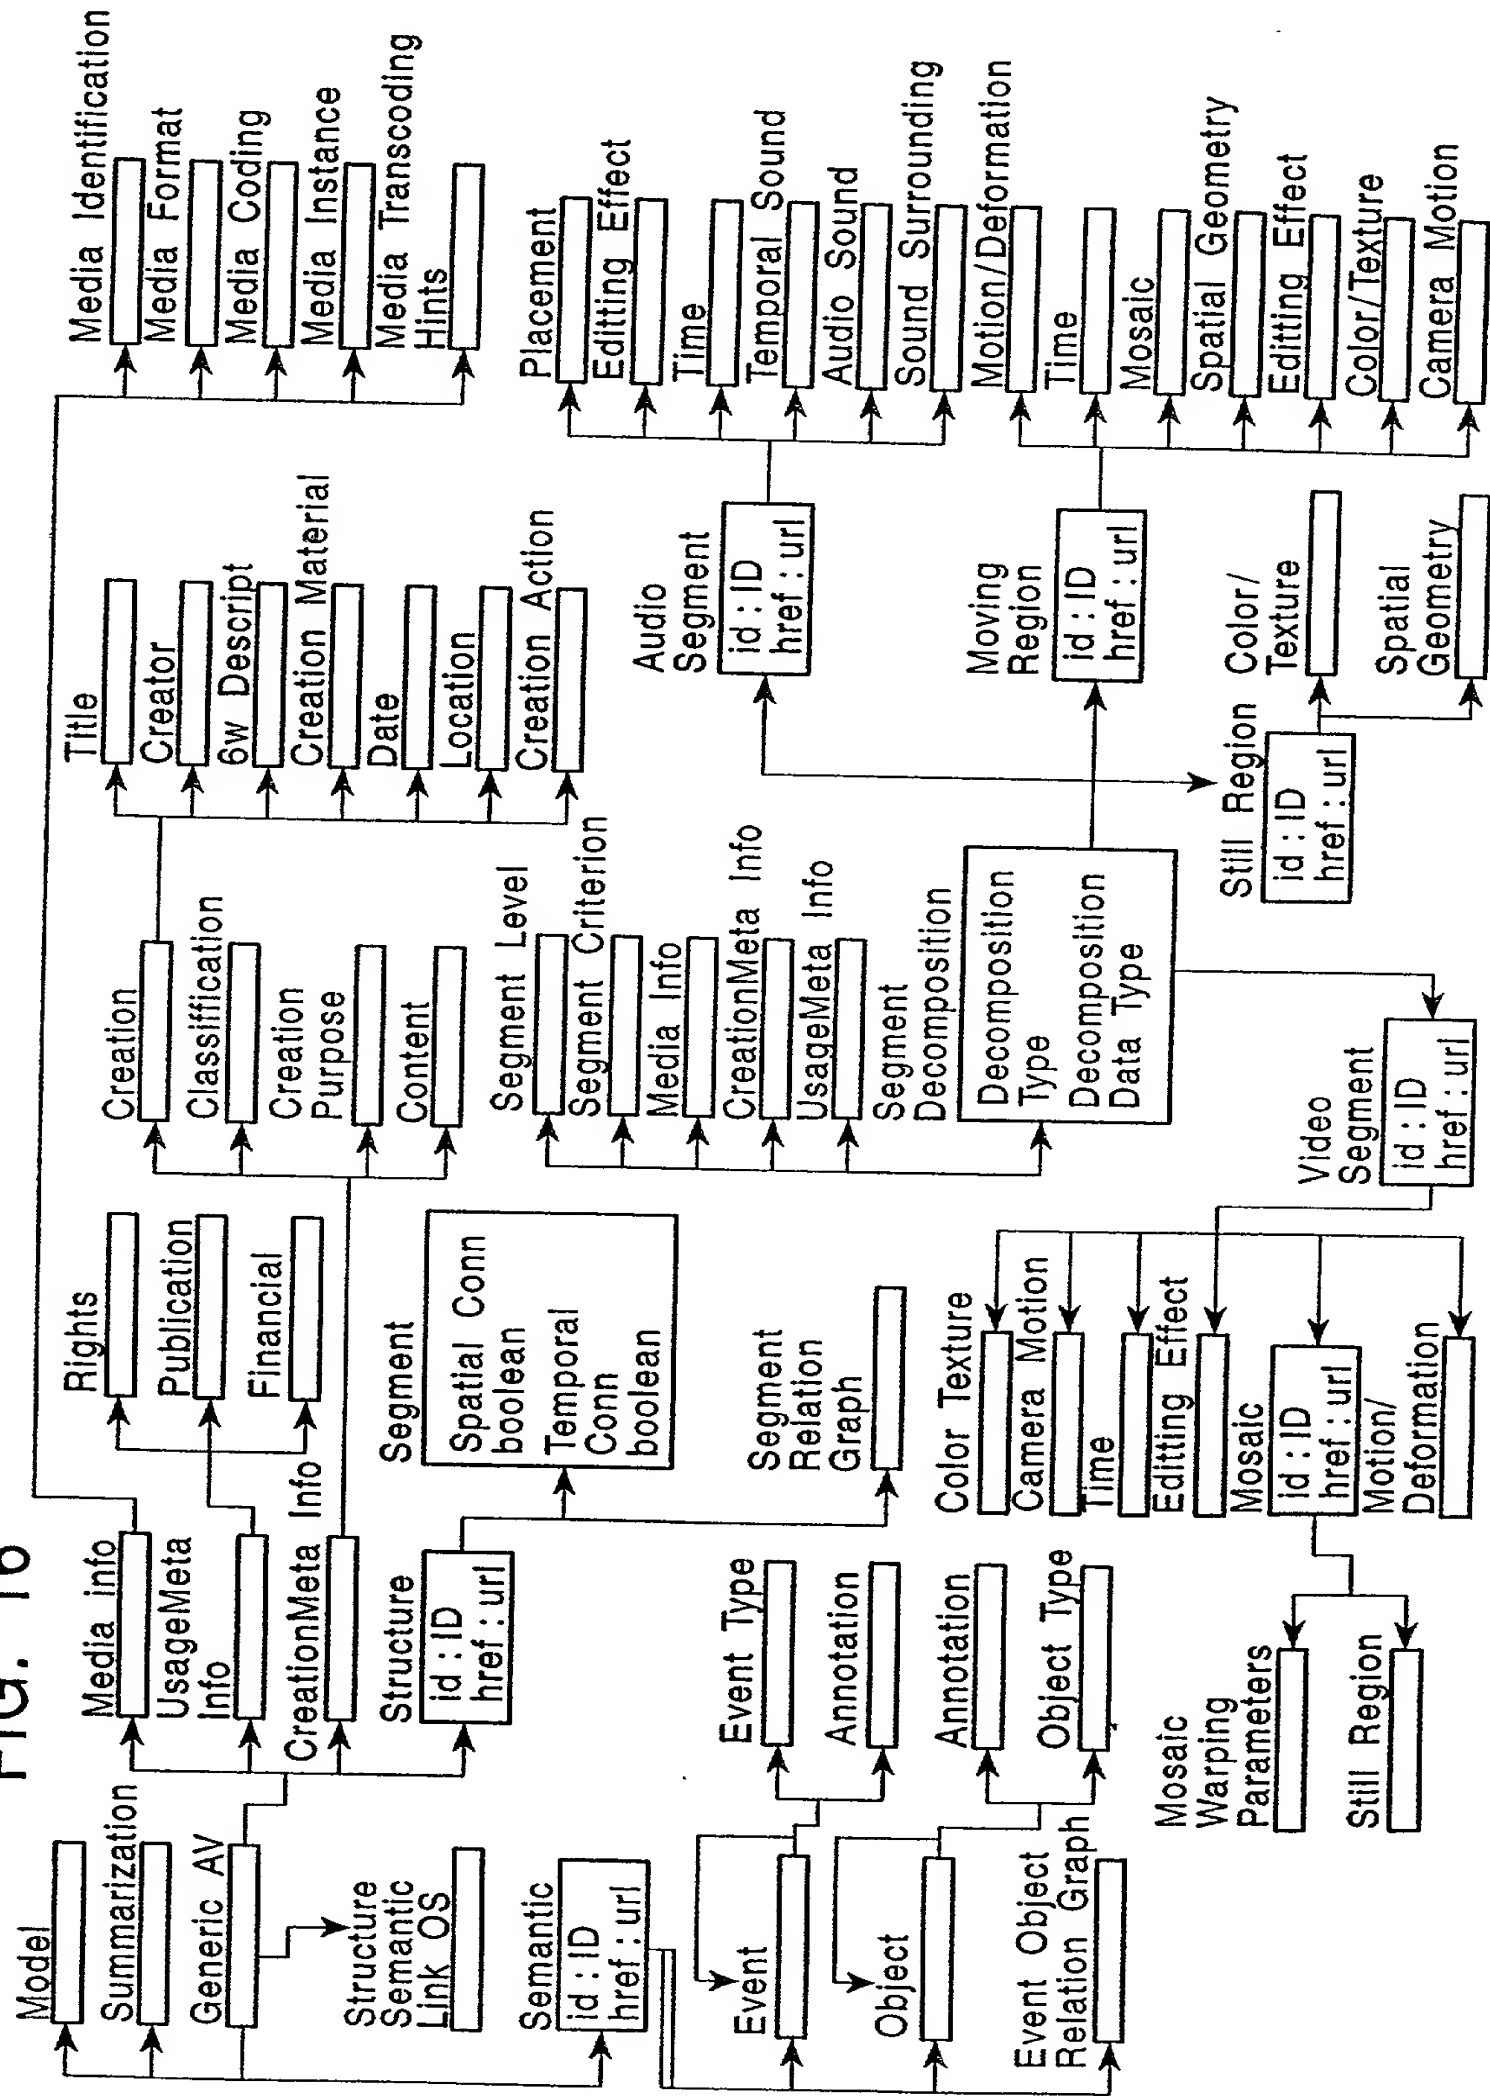 FIG. 16
Model
Summarization
Generic AV
Structure
Semantic
Link OS
Semantic
id : ID
href : url
Event
Object
Event Object
Relation Graph
Media info
UsageMeta
Info
CreationMeta Info
Structure
id : ID
href : url
Event Type
Annotation
Annotation
Object Type
Mosaic
Warping
Parameters
Still Region
Rights
Publication
Financial
Segment
Spatial Conn
boolean
Temporal
Conn
boolean
Segment
Relation
Graph
Color Texture
Camera Motion
Time
Editting Effect
Mosaic
id : ID
href : url
Motion/
Deformation
Creation
Classification
Creation
Purpose
Content
Segment Level
Segment Criterion
Media Info
CreationMeta Info
UsageMeta Info
Segment
Decomposition
Decomposition
Type
Decomposition
Data Type
Video
Segment
id : ID
href : url
Title
Creator
6w Descript
Creation Material
Date
Location
Creation Action
Audio
Segment
id : ID
href : url
Moving
Region
id : ID
href : url
Still Region
id : ID
href : url
Color/
Texture
Spatial
Geometry
Media Identification
Media Format
Media Coding
Media Instance
Media Transcoding
Hints
Placement
Editting Effect
Time
Temporal Sound
Audio Sound
Sound Surrounding
Motion/Deformation
Time
Mosaic
Spatial Geometry
Editting Effect
Color/Texture
Camera Motion